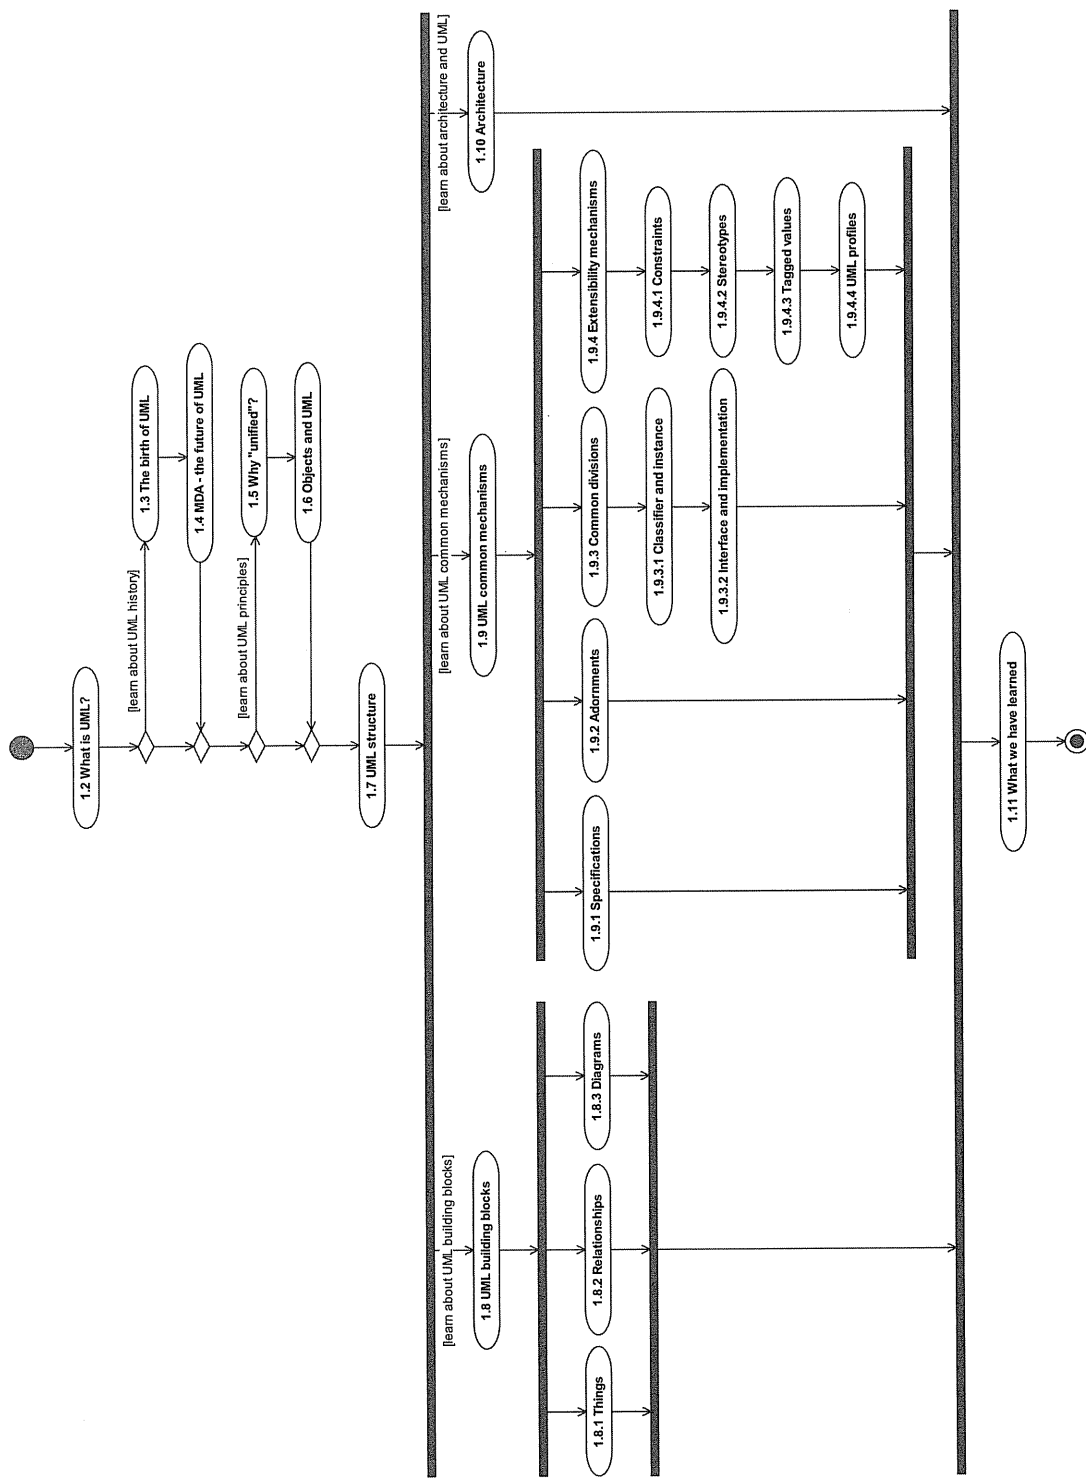 1.2 What is UML?
[learn about UML history]
1.3 The birth of UML
1.4 MDA - the future of UML
[learn about UML principles]
1.5 Why "unified"?
1.6 Objects and UML
1.7 UML structure
[learn about UML building blocks]
1.8 UML building blocks
1.8.1 Things
1.8.2 Relationships
1.8.3 Diagrams
[learn about UML common mechanisms]
1.9 UML common mechanisms
1.9.1 Specifications
1.9.2 Adornments
1.9.3 Common divisions
1.9.3.1 Classifier and instance
1.9.3.2 Interface and implementation
1.9.4 Extensibility mechanisms
1.9.4.1 Constraints
1.9.4.2 Stereotypes
1.9.4.3 Tagged values
1.9.4.4 UML profiles
[learn about architecture and UML]
1.10 Architecture
1.11 What we have learned